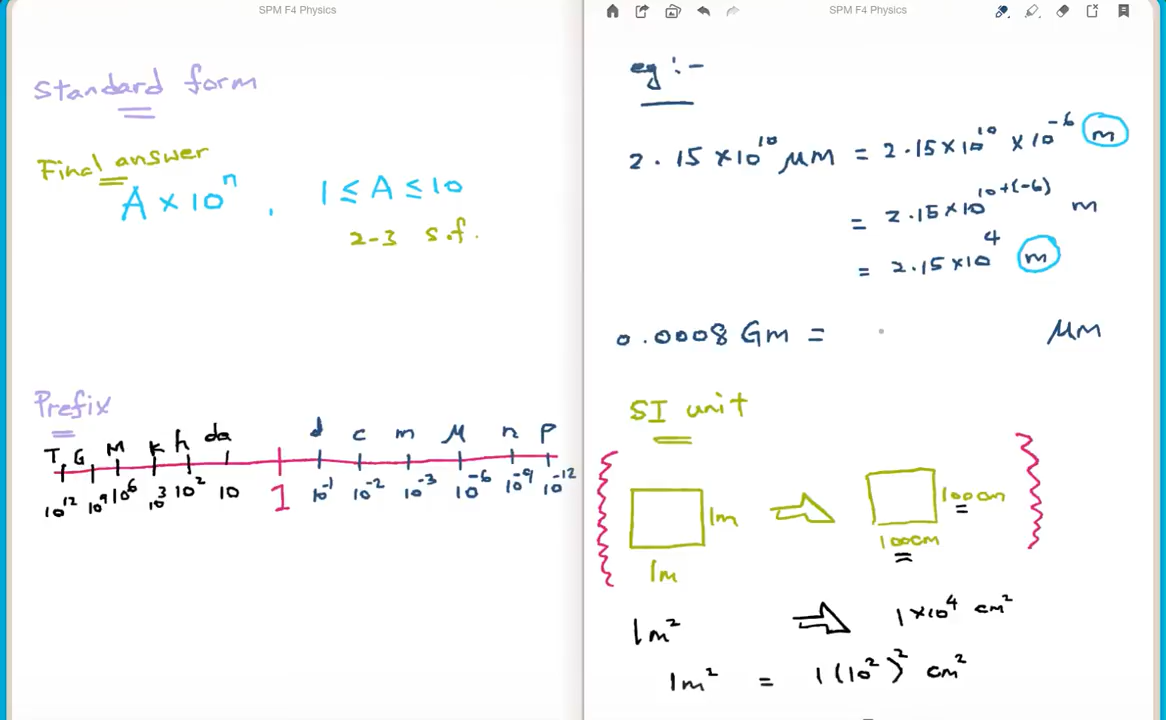 SPM F4 Physics
Standard form
Final answer
A × 10ⁿ , 1 ≤ A ≤ 10
2-3 s.f.
Prefix
T G M k h da d c m μ n p
10¹² 10⁹ 10⁶ 10³ 10² 10 1 10⁻¹ 10⁻² 10⁻³ 10⁻⁶ 10⁻⁹ 10⁻¹²
SPM F4 Physics
eg :-
2.15 ×10¹⁰ μm = 2.15×10¹⁰ × 10⁻⁶ m
= 2.15×10¹⁰⁺⁽⁻⁶⁾ m
= 2.15×10⁴ m
0.0008 Gm = μm
SI unit
1m 100cm
1m 100cm
1m² ⇒ 1×10⁴ cm²
1m² = 1(10²)² cm²